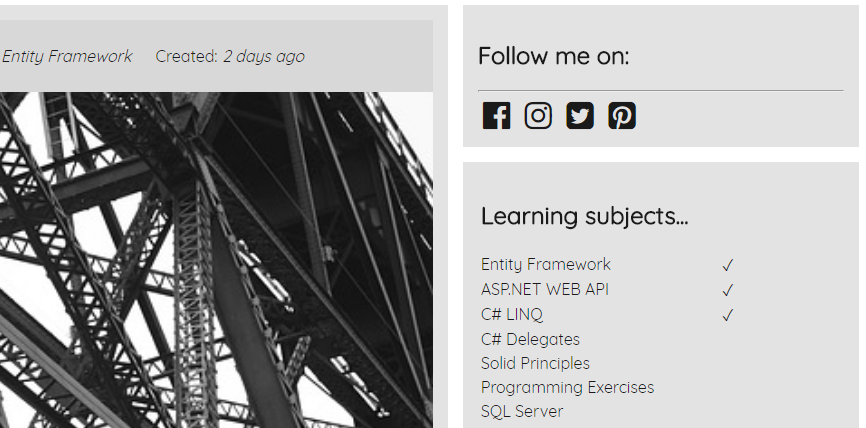 Entity Framework Created: 2 days ago
Follow me on:
Learning subjects...
Entity Framework ✓
ASP.NET WEB API ✓
C# LINQ ✓
C# Delegates
Solid Principles
Programming Exercises
SQL Server